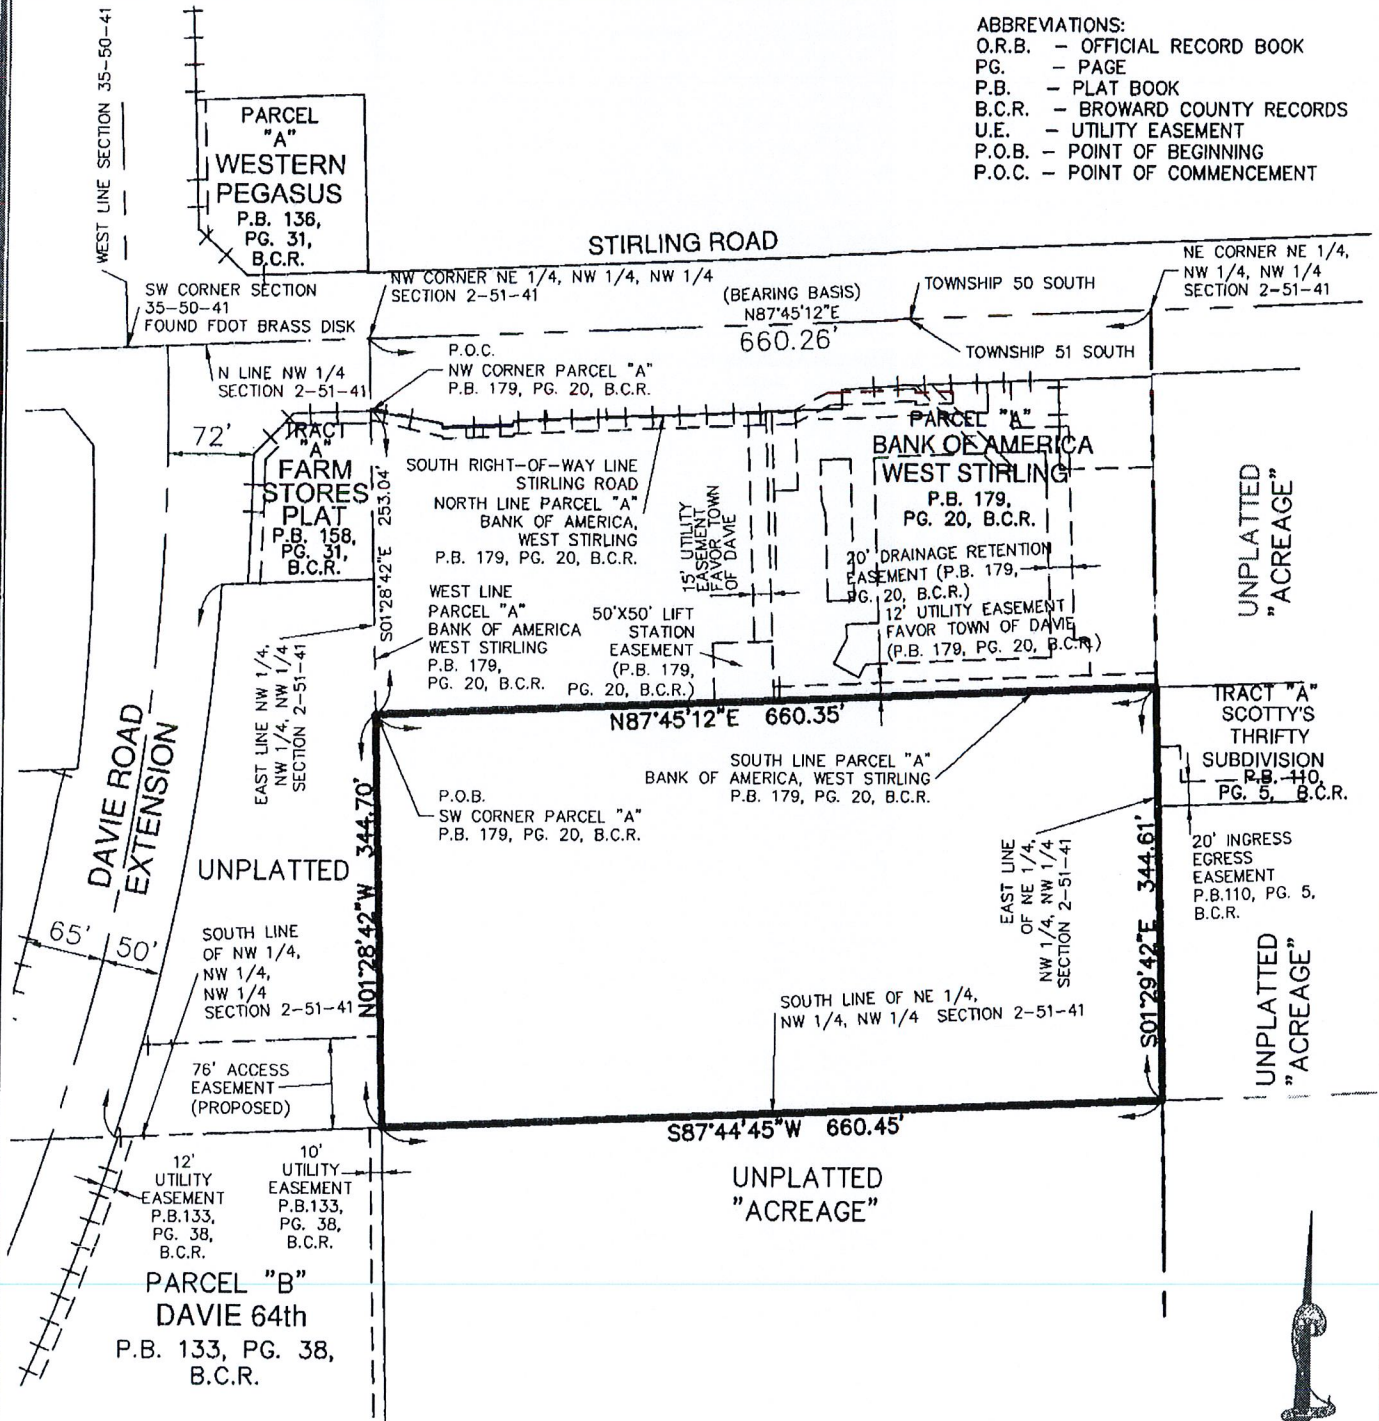 ABBREVIATIONS:
O.R.B. – OFFICIAL RECORD BOOK
PG. – PAGE
P.B. – PLAT BOOK
B.C.R. – BROWARD COUNTY RECORDS
U.E. – UTILITY EASEMENT
P.O.B. – POINT OF BEGINNING
P.O.C. – POINT OF COMMENCEMENT
WEST LINE SECTION 35-50-41
PARCEL
"A"
WESTERN
PEGASUS
P.B. 136,
PG. 31,
B.C.R.
STIRLING ROAD
SW CORNER SECTION
35-50-41
FOUND FDOT BRASS DISK
NW CORNER NE 1/4, NW 1/4, NW 1/4
SECTION 2-51-41
(BEARING BASIS)
N87°45'12"E
660.26'
TOWNSHIP 50 SOUTH
TOWNSHIP 51 SOUTH
NE CORNER NE 1/4,
NW 1/4, NW 1/4
SECTION 2-51-41
N LINE NW 1/4
SECTION 2-51-41
P.O.C.
NW CORNER PARCEL "A"
P.B. 179, PG. 20, B.C.R.
72'
TRACT
"A"
FARM
STORES
PLAT
P.B. 158,
PG. 31,
B.C.R.
S01°28'42"E 253.04'
SOUTH RIGHT-OF-WAY LINE
STIRLING ROAD
NORTH LINE PARCEL "A"
BANK OF AMERICA,
WEST STIRLING
P.B. 179, PG. 20, B.C.R.
15' UTILITY
EASEMENT
FAVOR TOWN
OF DAVIE
PARCEL "A"
BANK OF AMERICA
WEST STIRLING
P.B. 179,
PG. 20, B.C.R.
20' DRAINAGE RETENTION
EASEMENT (P.B. 179,
PG. 20, B.C.R.)
12' UTILITY EASEMENT
FAVOR TOWN OF DAVIE
(P.B. 179, PG. 20, B.C.R.)
UNPLATTED
"ACREAGE"
WEST LINE
PARCEL "A"
BANK OF AMERICA
WEST STIRLING
P.B. 179,
PG. 20, B.C.R.
50'X50' LIFT
STATION
EASEMENT
(P.B. 179,
PG. 20, B.C.R.)
EAST LINE NW 1/4,
NW 1/4, NW 1/4
SECTION 2-51-41
N87°45'12"E 660.35'
DAVIE ROAD
EXTENSION
SOUTH LINE PARCEL "A"
BANK OF AMERICA, WEST STIRLING
P.B. 179, PG. 20, B.C.R.
TRACT "A"
SCOTTY'S
THRIFTY
SUBDIVISION
P.B. 110,
PG. 5, B.C.R.
P.O.B.
SW CORNER PARCEL "A"
P.B. 179, PG. 20, B.C.R.
N01°28'42"W 344.70'
UNPLATTED
EAST LINE
OF NE 1/4,
NW 1/4, NW 1/4
SECTION 2-51-41
S01°29'42"E 344.61'
20' INGRESS
EGRESS
EASEMENT
P.B.110, PG. 5,
B.C.R.
65'
50'
SOUTH LINE
OF NW 1/4,
NW 1/4,
NW 1/4
SECTION 2-51-41
SOUTH LINE OF NE 1/4,
NW 1/4, NW 1/4 SECTION 2-51-41
UNPLATTED
"ACREAGE"
76' ACCESS
EASEMENT
(PROPOSED)
S87°44'45"W 660.45'
12'
UTILITY
EASEMENT
P.B.133,
PG. 38,
B.C.R.
10'
UTILITY
EASEMENT
P.B.133,
PG. 38,
B.C.R.
UNPLATTED
"ACREAGE"
PARCEL "B"
DAVIE 64th
P.B. 133, PG. 38,
B.C.R.